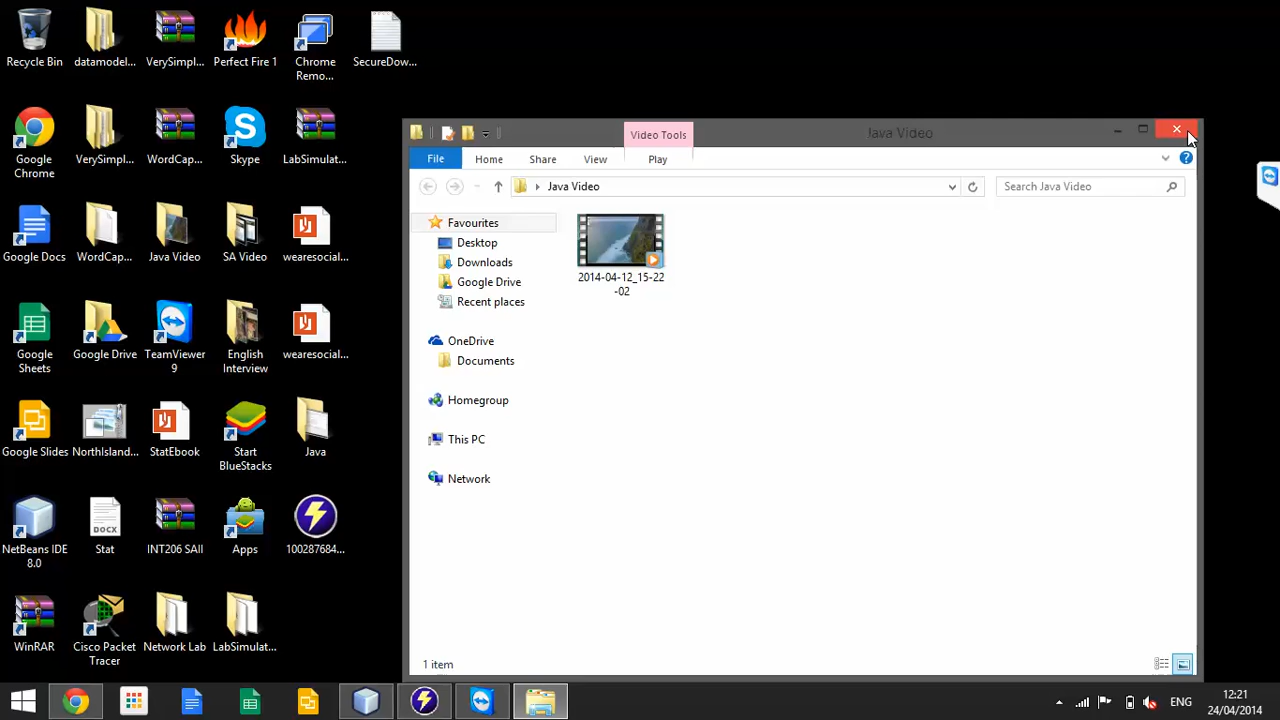 Recycle Bin
datamodel...
VerySimpl...
Perfect Fire 1
Chrome
Remo...
SecureDow...
Google
Chrome
VerySimpl...
WordCap...
Skype
LabSimulat...
Google Docs
WordCap...
Java Video
SA Video
wearesocial...
Google
Sheets
Google Drive
TeamViewer
9
English
Interview
wearesocial...
Google Slides
NorthIsland...
StatEbook
Start
BlueStacks
Java
NetBeans IDE
8.0
DOCX
Stat
INT206 SAII
Apps
100287684...
WinRAR
Cisco Packet
Tracer
Network Lab
LabSimulat...
Video Tools
Java Video
File
Home
Share
View
Play
Java Video
Search Java Video
Favourites
Desktop
Downloads
Google Drive
Recent places
OneDrive
Documents
Homegroup
This PC
Network
2014-04-12_15-22
-02
1 item
ENG
12:21
24/04/2014